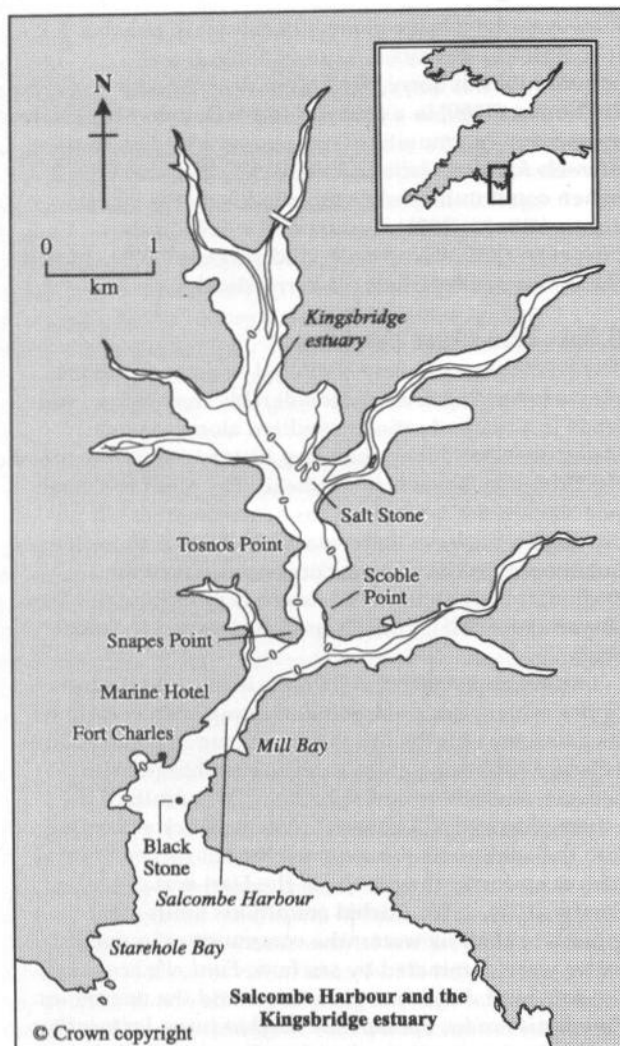 N
0 1
km
Kingsbridge
estuary
Salt Stone
Tosnos Point
Scoble
Point
Snapes Point
Marine Hotel
Fort Charles
Mill Bay
Black
Stone
Salcombe Harbour
Starehole Bay
Salcombe Harbour and the
Kingsbridge estuary
© Crown copyright